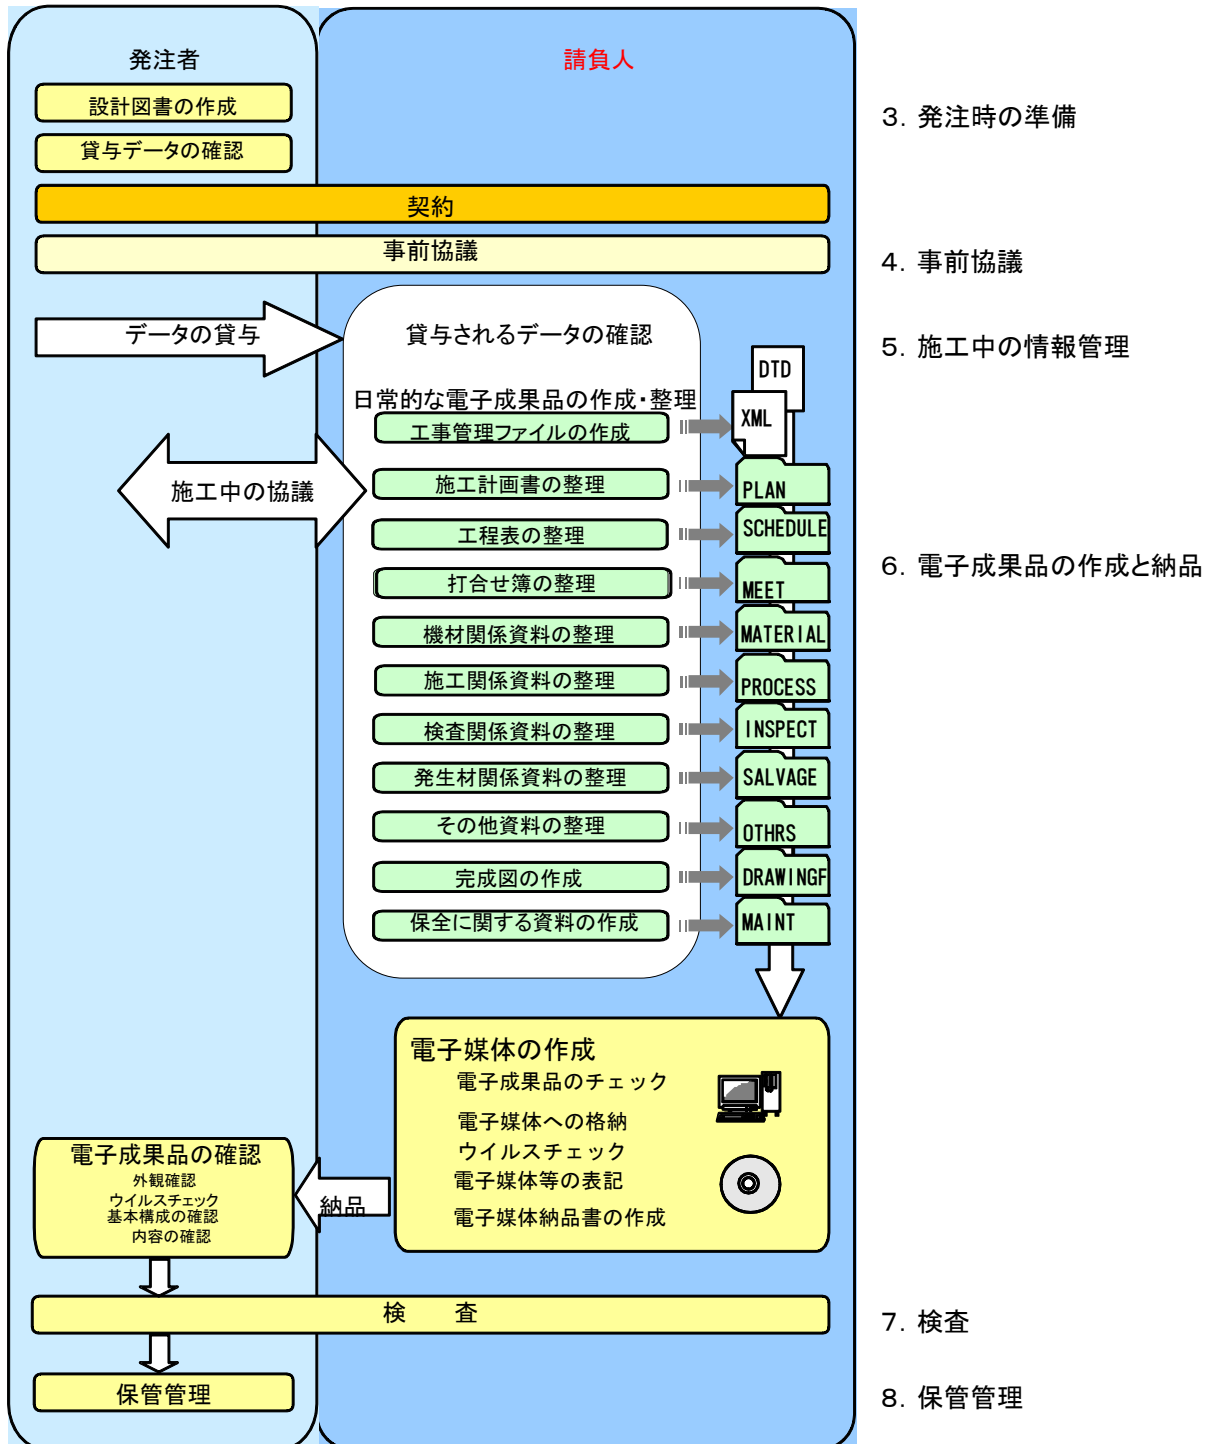 発注者
請負人
設計図書の作成
3．発注時の準備
貸与データの確認
契約
事前協議
4．事前協議
データの貸与
貸与されるデータの確認
5．施工中の情報管理
DTD
日常的な電子成果品の作成・整理
XML
工事管理ファイルの作成
施工中の協議
施工計画書の整理
PLAN
工程表の整理
SCHEDULE
6．電子成果品の作成と納品
打合せ簿の整理
MEET
機材関係資料の整理
MATERIAL
施工関係資料の整理
PROCESS
検査関係資料の整理
INSPECT
発生材関係資料の整理
SALVAGE
その他資料の整理
OTHRS
完成図の作成
DRAWINGF
保全に関する資料の作成
MAINT
電子媒体の作成
電子成果品のチェック
電子媒体への格納
ウイルスチェック
電子媒体等の表記
電子媒体納品書の作成
電子成果品の確認
外観確認
ウイルスチェック
基本構成の確認
内容の確認
納品
検　　査
7．検査
保管管理
8．保管管理